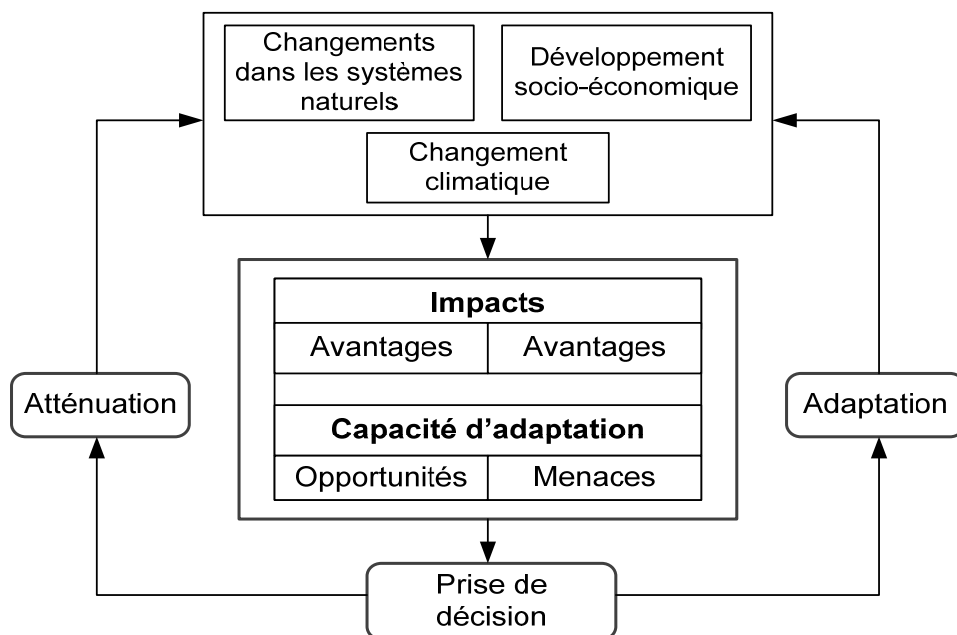 Changements
dans les systèmes
naturels
Développement
socio-économique
Changement
climatique
Impacts
Avantages
Avantages
Atténuation
Adaptation
Capacité d’adaptation
Opportunités
Menaces
Prise de
décision